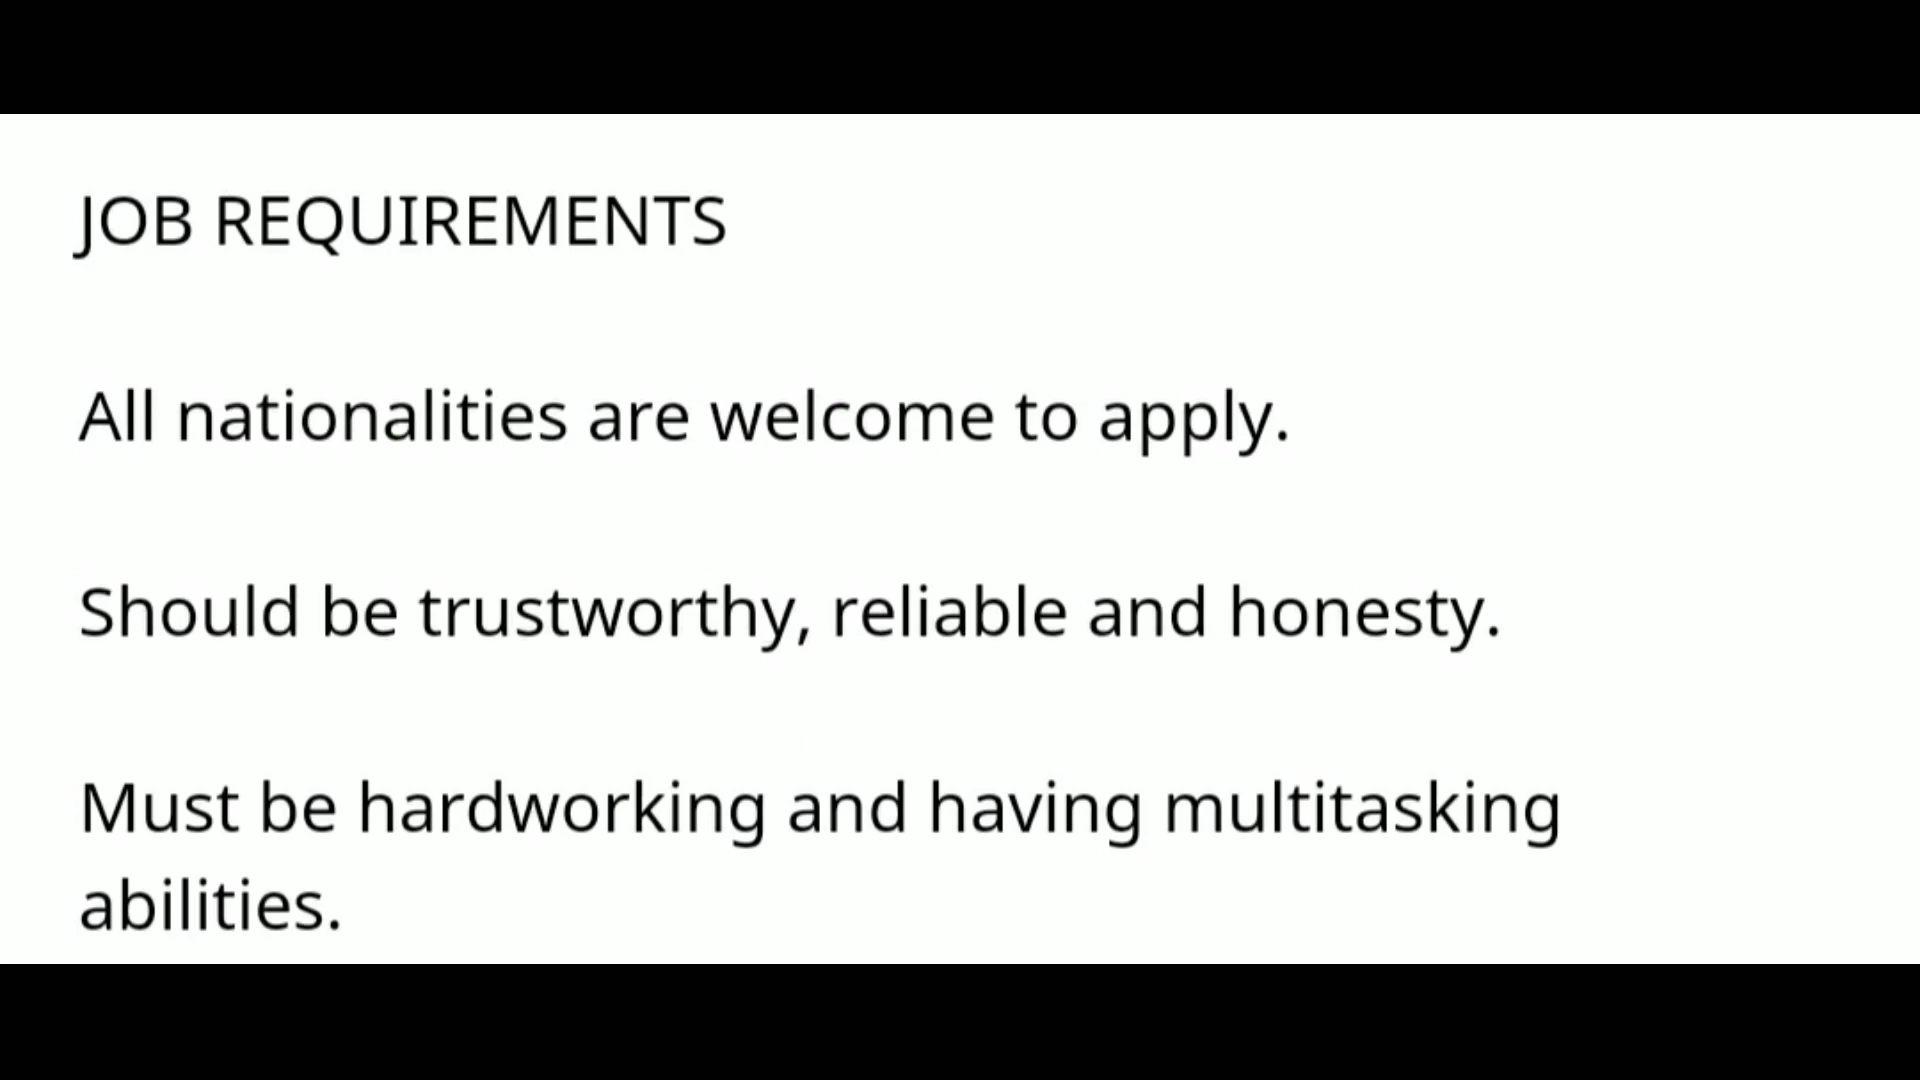 JOB REQUIREMENTS
All nationalities are welcome to apply.
Should be trustworthy, reliable and honesty.
Must be hardworking and having multitasking
abilities.